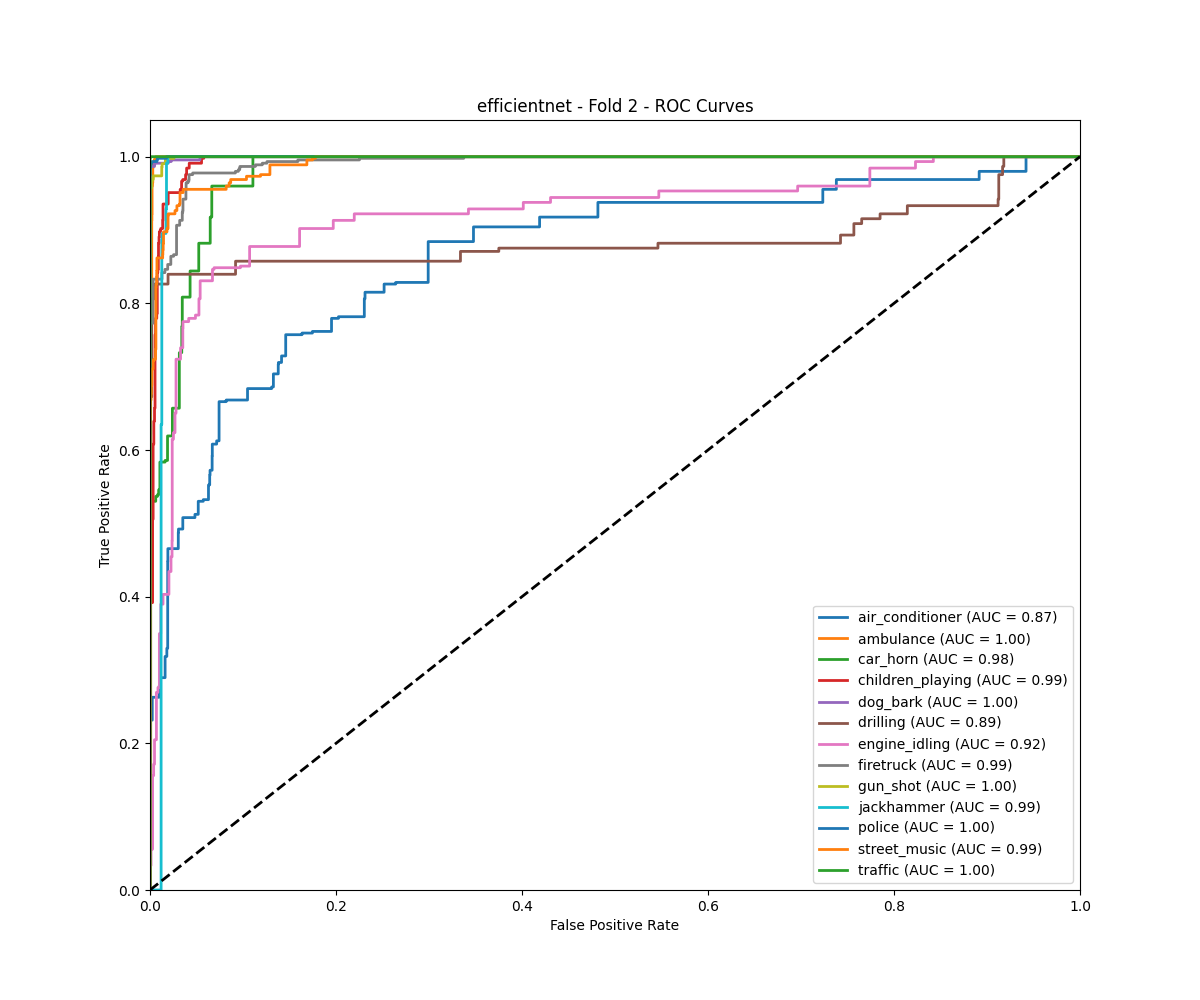 efficientnet - Fold 2 - ROC Curves
1.0
0.8
0.6
0.4
0.2
0.0
True Positive Rate
air_conditioner (AUC = 0.87)
ambulance (AUC = 1.00)
car_horn (AUC = 0.98)
children_playing (AUC = 0.99)
dog_bark (AUC = 1.00)
drilling (AUC = 0.89)
engine_idling (AUC = 0.92)
firetruck (AUC = 0.99)
gun_shot (AUC = 1.00)
jackhammer (AUC = 0.99)
police (AUC = 1.00)
street_music (AUC = 0.99)
traffic (AUC = 1.00)
0.0 0.2 0.4 0.6 0.8 1.0
False Positive Rate